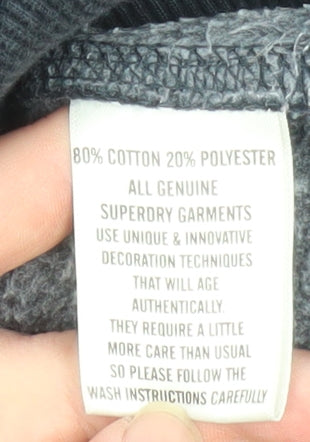 80% COTTON 20% POLYESTER
ALL GENUINE
SUPERDRY GARMENTS
USE UNIQUE & INNOVATIVE
DECORATION TECHNIQUES
THAT WILL AGE
AUTHENTICALLY.
THEY REQUIRE A LITTLE
MORE CARE THAN USUAL
SO PLEASE FOLLOW THE
WASH INSTRUCTIONS CAREFULLY